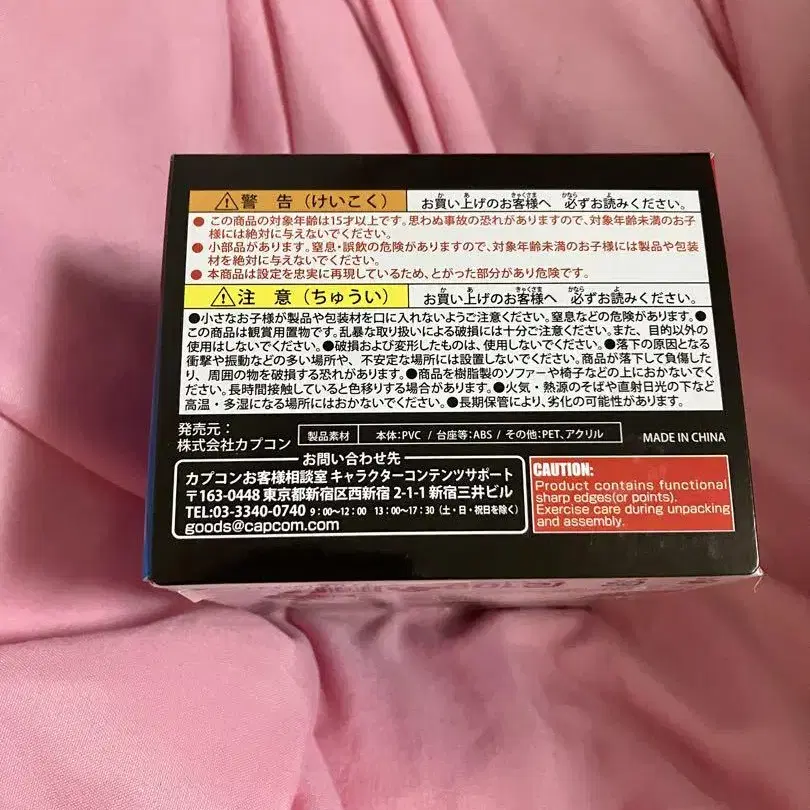 ⚠警 告（けいこく） お買い上げのお客様へ 必ずお読みください。
●この商品の対象年齢は15才以上です。思わぬ事故の恐れがありますので、対象年齢未満のお子
様には絶対に与えないでください。
●小部品があります。窒息・誤飲の危険がありますので、対象年齢未満のお子様には製品や包装
材を絶対に与えないでください。
●本商品は設定を忠実に再現しているため、とがった部分があり危険です。
⚠注 意（ちゅうい） お買い上げのお客様へ 必ずお読みください。
●小さなお子様が製品や包装材を口に入れないようご注意ください。窒息などの危険があります。●
この商品は観賞用置物です。乱暴な取り扱いによる破損には十分ご注意ください。また、目的以外の
使用はしないでください。●破損および変形したものは、使用しないでください。●落下の原因となる
衝撃や振動などの多い場所や、不安定な場所には設置しないでください。商品が落下して負傷した
り、周囲の物を破損する恐れがあります。●商品を樹脂製のソファーや椅子などの上におかないでく
ださい。長時間接触していると色移りする場合があります。●火気・熱源のそばや直射日光の下など
高温・多湿になる場所にはおかないでください。●長期保管により、劣化の可能性があります。
発売元：
株式会社カプコン
製品素材 本体：PVC / 台座等：ABS / その他：PET、アクリル
MADE IN CHINA
お問い合わせ先
カプコンお客様相談室 キャラクターコンテンツサポート
〒163-0448 東京都新宿区西新宿 2-1-1 新宿三井ビル
TEL:03-3340-0740 9：00〜12：00 13：00〜17：30（土・日・祝日を除く）
goods@capcom.com
CAUTION:
Product contains functional
sharp edges(or points).
Exercise care during unpacking
and assembly.